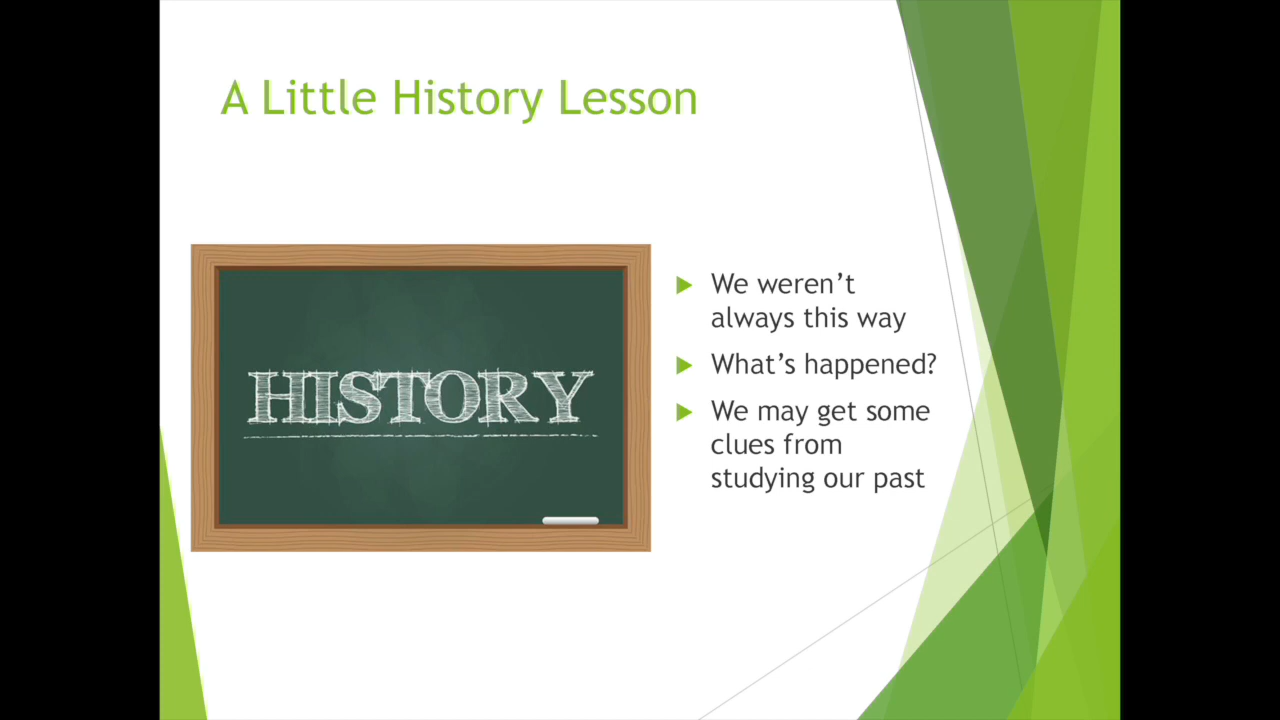 A Little History Lesson
HISTORY
We weren't
always this way
What's happened?
We may get some
clues from
studying our past